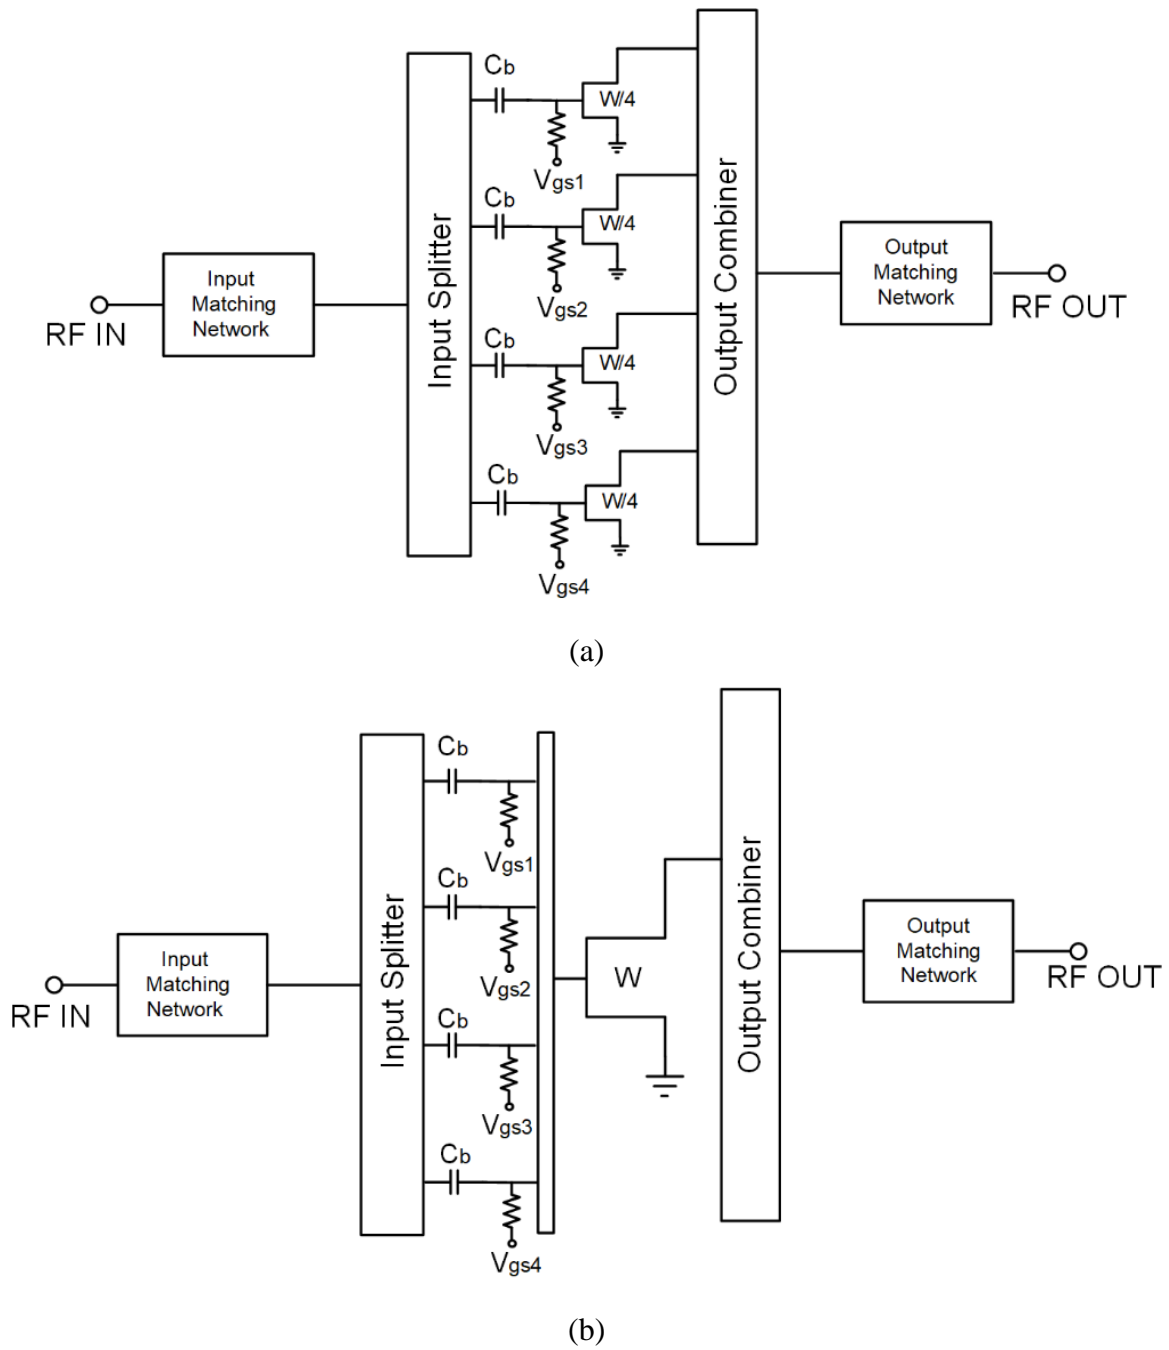 Cb
W/4
Vgs1
Cb
W/4
Vgs2
Input
Matching
Network
RF IN
Input Splitter
Output Combiner
Output
Matching
Network
RF OUT
Cb
W/4
Vgs3
Cb
W/4
Vgs4
(a)
Cb
Vgs1
Cb
Vgs2
Input
Matching
Network
RF IN
Input Splitter
W
Output Combiner
Output
Matching
Network
RF OUT
Cb
Vgs3
Cb
Vgs4
(b)